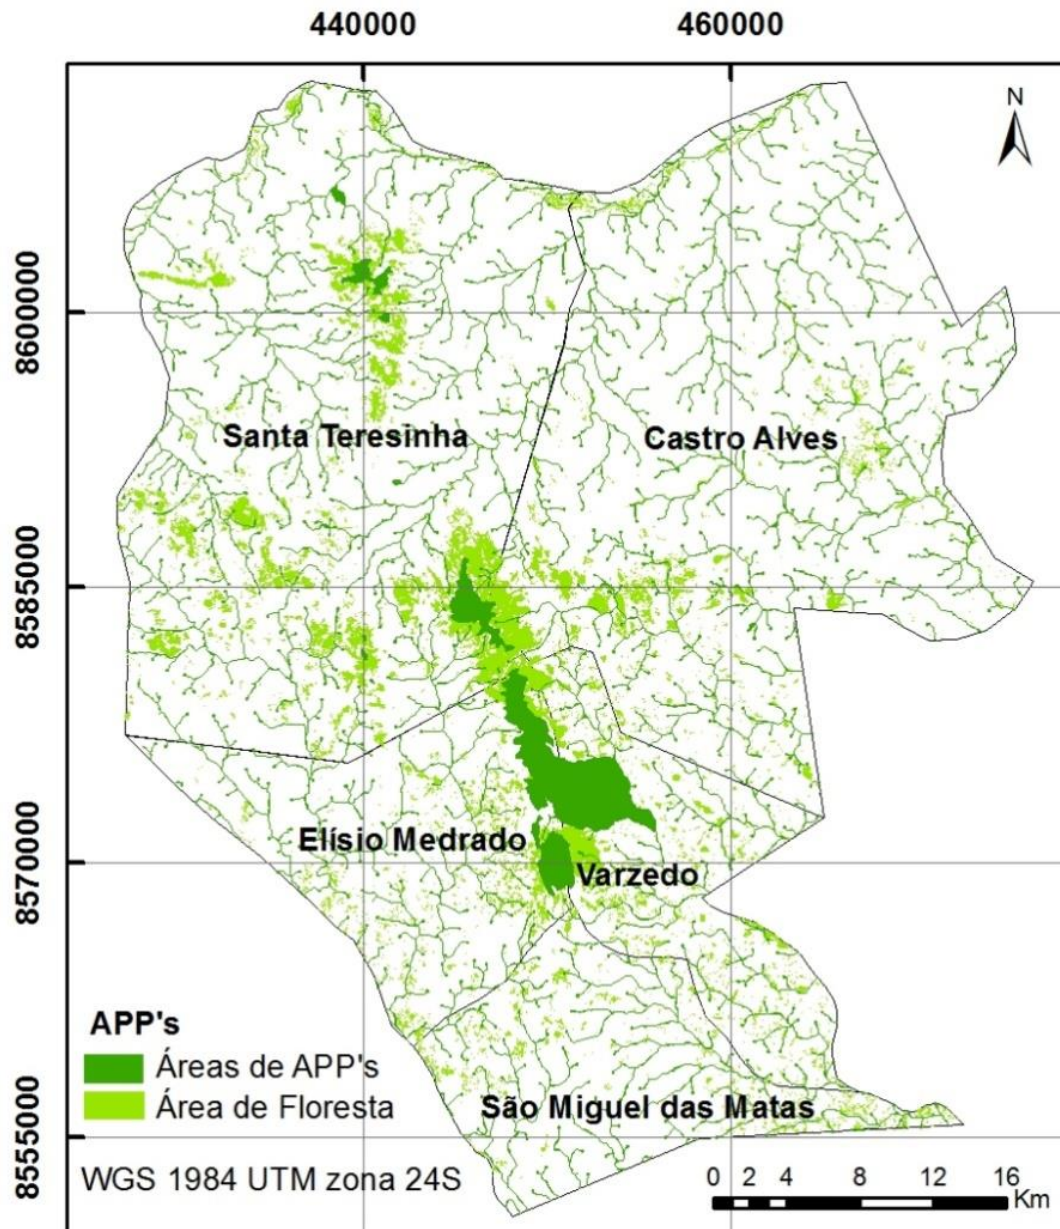 440000 460000
N
8600000
Santa Teresinha Castro Alves
8585000
Elísio Medrado
8570000
Varzedo
APP's
Áreas de APP's
Área de Floresta
São Miguel das Matas
8555000
WGS 1984 UTM zona 24S
0 2 4 8 12 16
Km